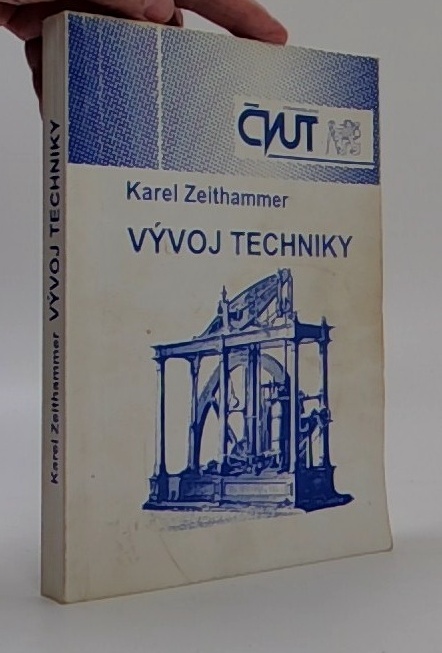 ČVUT
Karel Zeithammer
VÝVOJ TECHNIKY
Karel Zeithammer VÝVOJ TECHNIKY